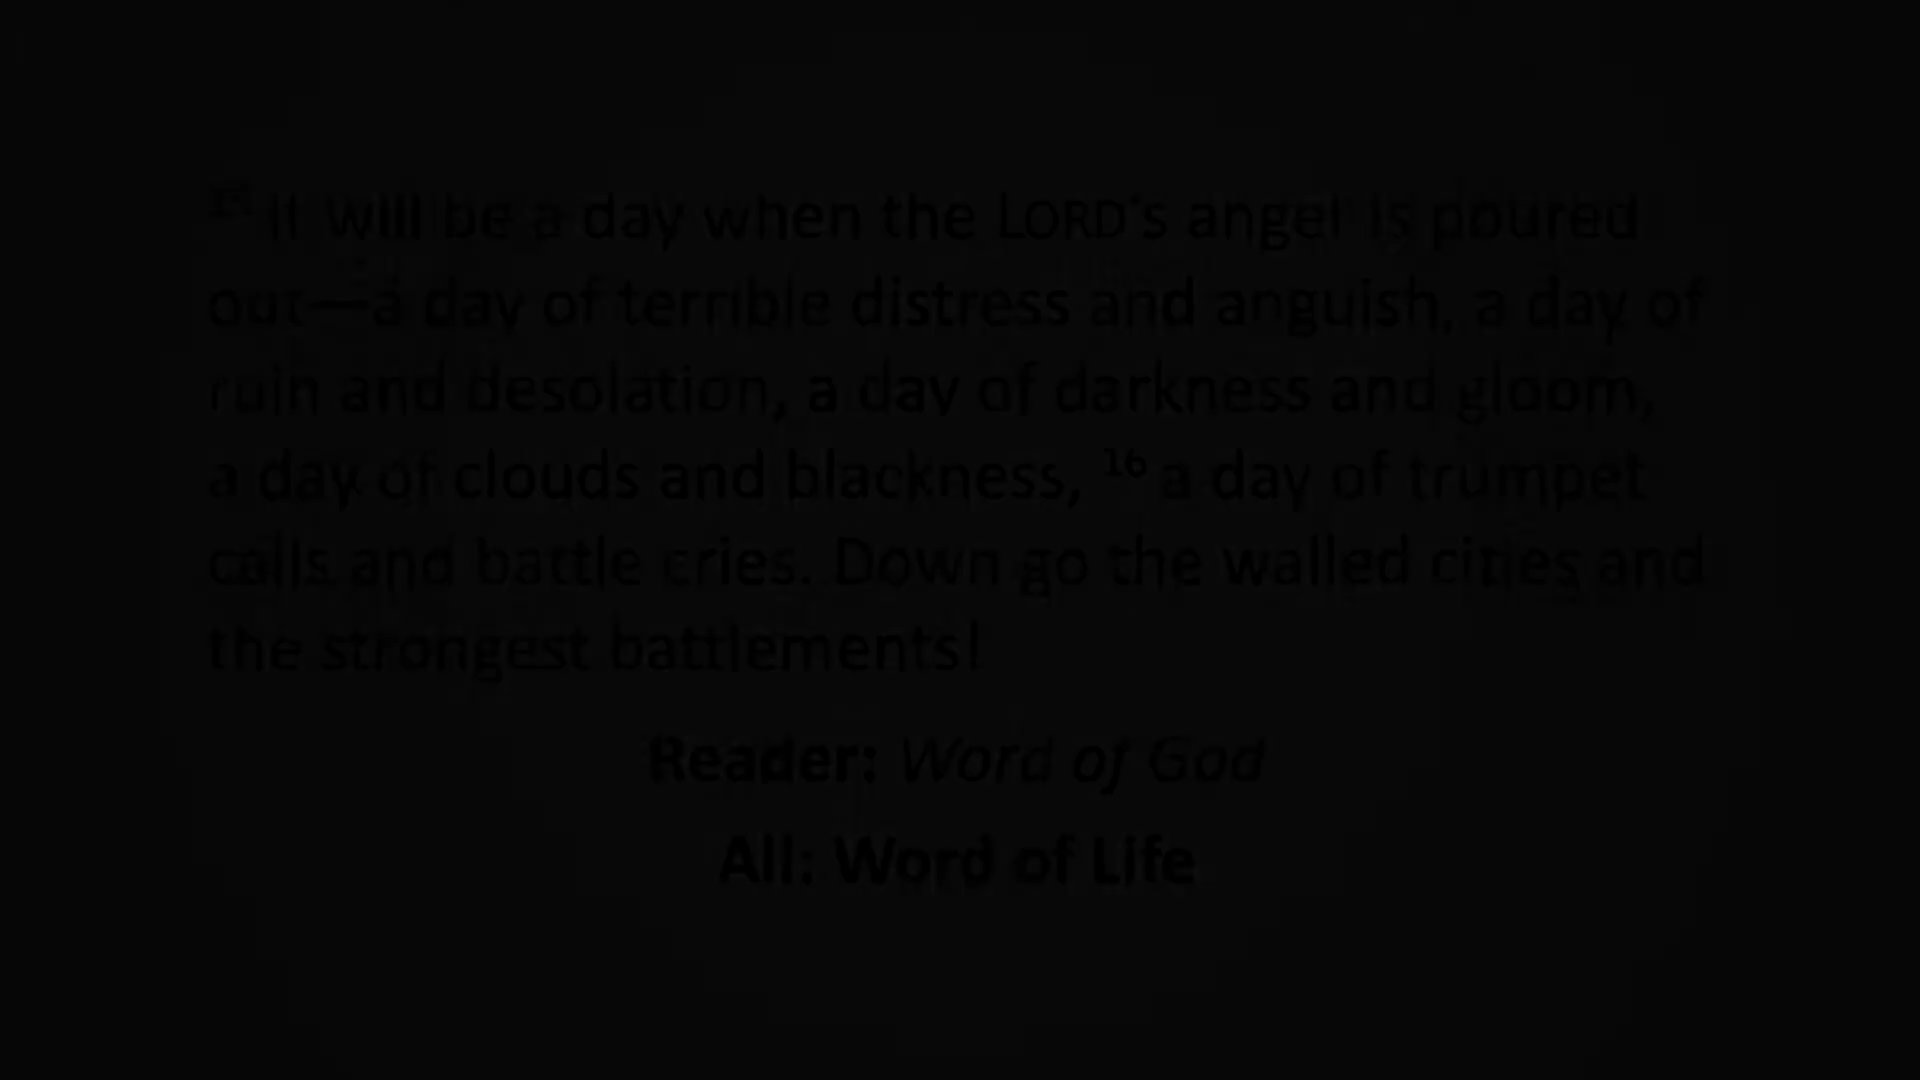 ¹⁵ It will be a day when the LORD's angel is poured
out—a day of terrible distress and anguish, a day of
ruin and desolation, a day of darkness and gloom,
a day of clouds and blackness, ¹⁶ a day of trumpet
calls and battle cries. Down go the walled cities and
the strongest battlements!
Reader: Word of God
All: Word of Life